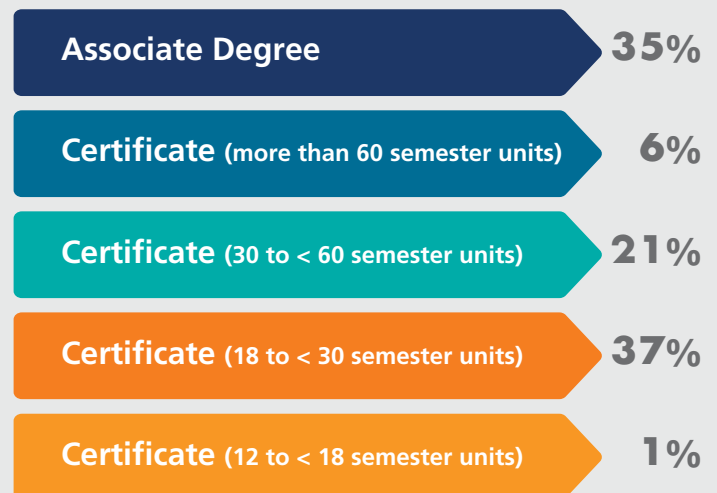 Associate Degree 35%
Certificate (more than 60 semester units) 6%
Certificate (30 to < 60 semester units) 21%
Certificate (18 to < 30 semester units) 37%
Certificate (12 to < 18 semester units) 1%